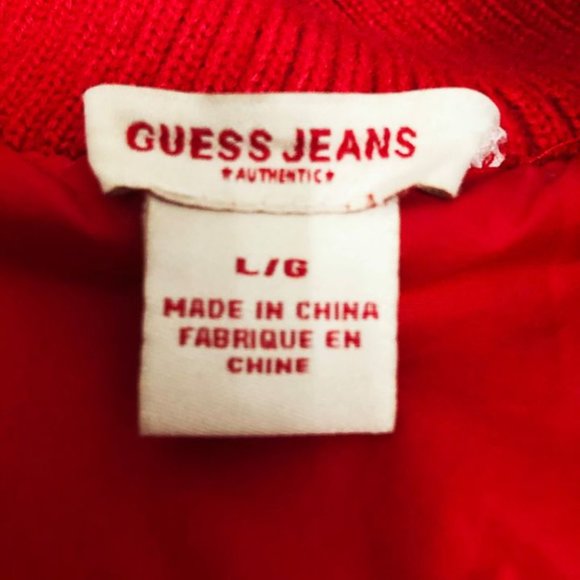 GUESS JEANS
★AUTHENTIC★
L/G
MADE IN CHINA
FABRIQUE EN
CHINE